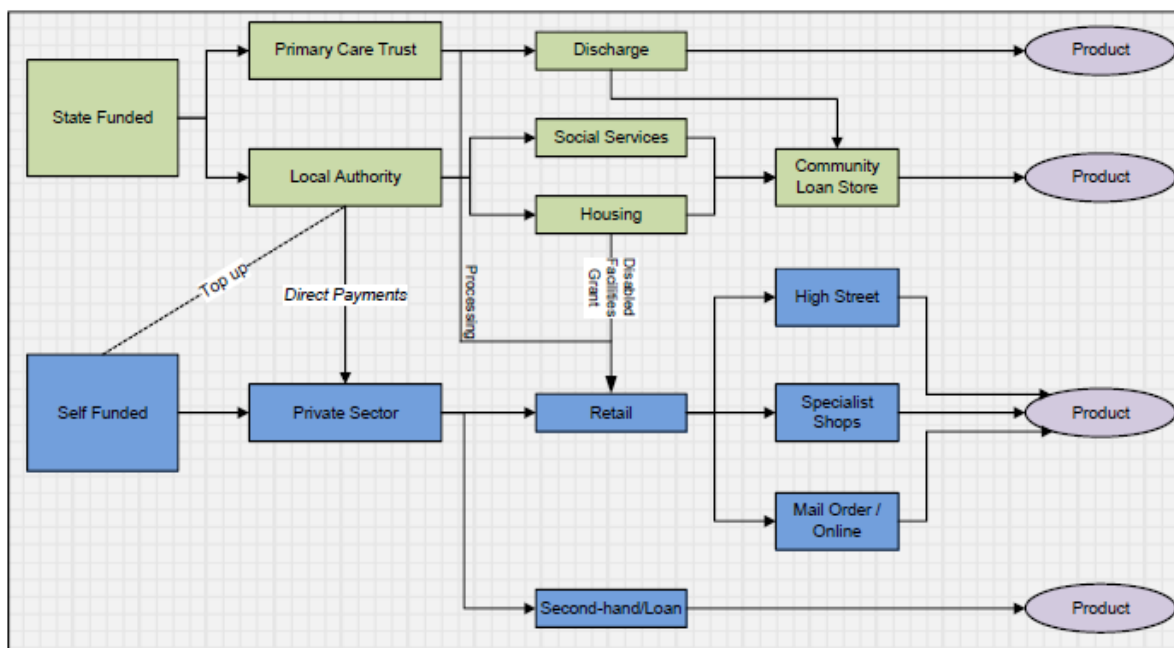 Primary Care Trust
Discharge
Product
State Funded
Social Services
Local Authority
Community
Loan Store
Product
Housing
Top up
Direct Payments
Processing
Disabled
Facilities
Grant
High Street
Self Funded
Private Sector
Retail
Specialist
Shops
Product
Mail Order /
Online
Second-hand/Loan
Product